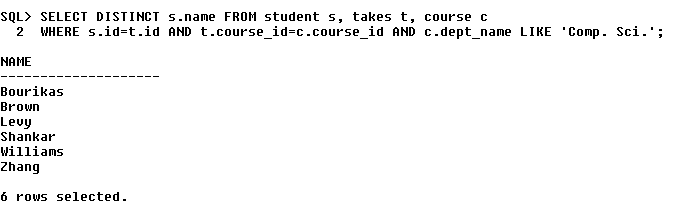 SQL> SELECT DISTINCT s.name FROM student s, takes t, course c
2 WHERE s.id=t.id AND t.course_id=c.course_id AND c.dept_name LIKE 'Comp. Sci.';
NAME
--------------------
Bourikas
Brown
Levy
Shankar
Williams
Zhang
6 rows selected.